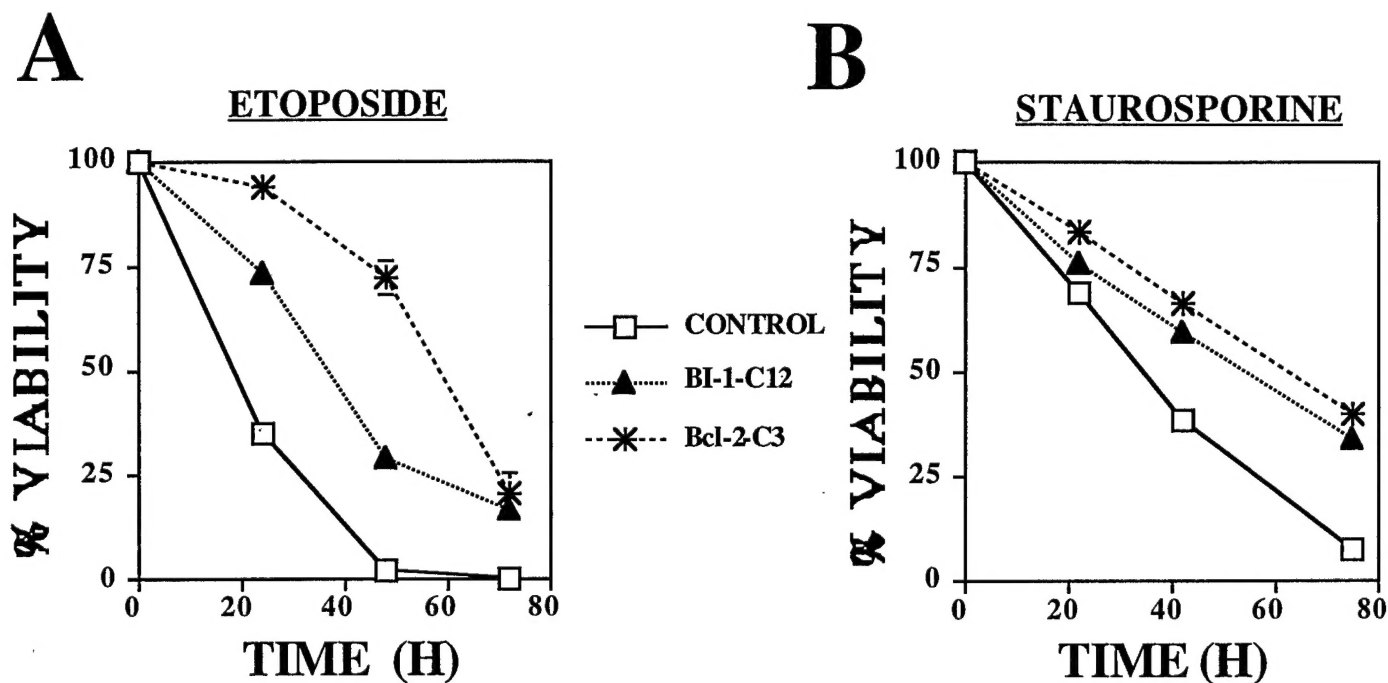 A
ETOPOSIDE
100
75
50
25
0
0 20 40 60 80
% VIABILITY
TIME (H)
CONTROL
BI-1-C12
Bcl-2-C3
B
STAUROSPORINE
100
75
50
25
0
0 20 40 60 80
% VIABILITY
TIME (H)